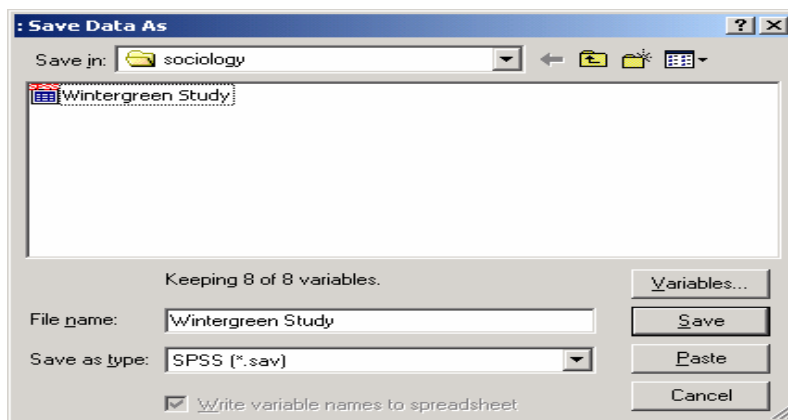 : Save Data As
Save in: sociology
Wintergreen Study
Keeping 8 of 8 variables.
Variables...
File name: Wintergreen Study
Save
Save as type: SPSS (*.sav)
Paste
Write variable names to spreadsheet
Cancel